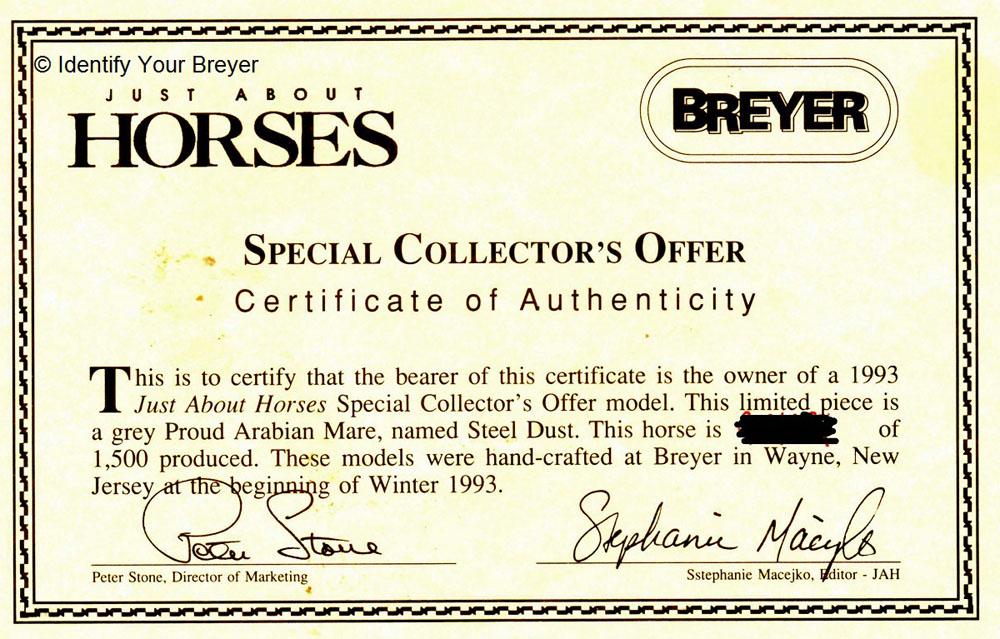 © Identify Your Breyer
JUST ABOUT
HORSES
BREYER
SPECIAL COLLECTOR'S OFFER
Certificate of Authenticity
This is to certify that the bearer of this certificate is the owner of a 1993
Just About Horses Special Collector's Offer model. This limited piece is
a grey Proud Arabian Mare, named Steel Dust. This horse is of
1,500 produced. These models were hand-crafted at Breyer in Wayne, New
Jersey at the beginning of Winter 1993.
Peter Stone
Stephanie Macejko
Peter Stone, Director of Marketing
Sstephanie Macejko, Editor - JAH